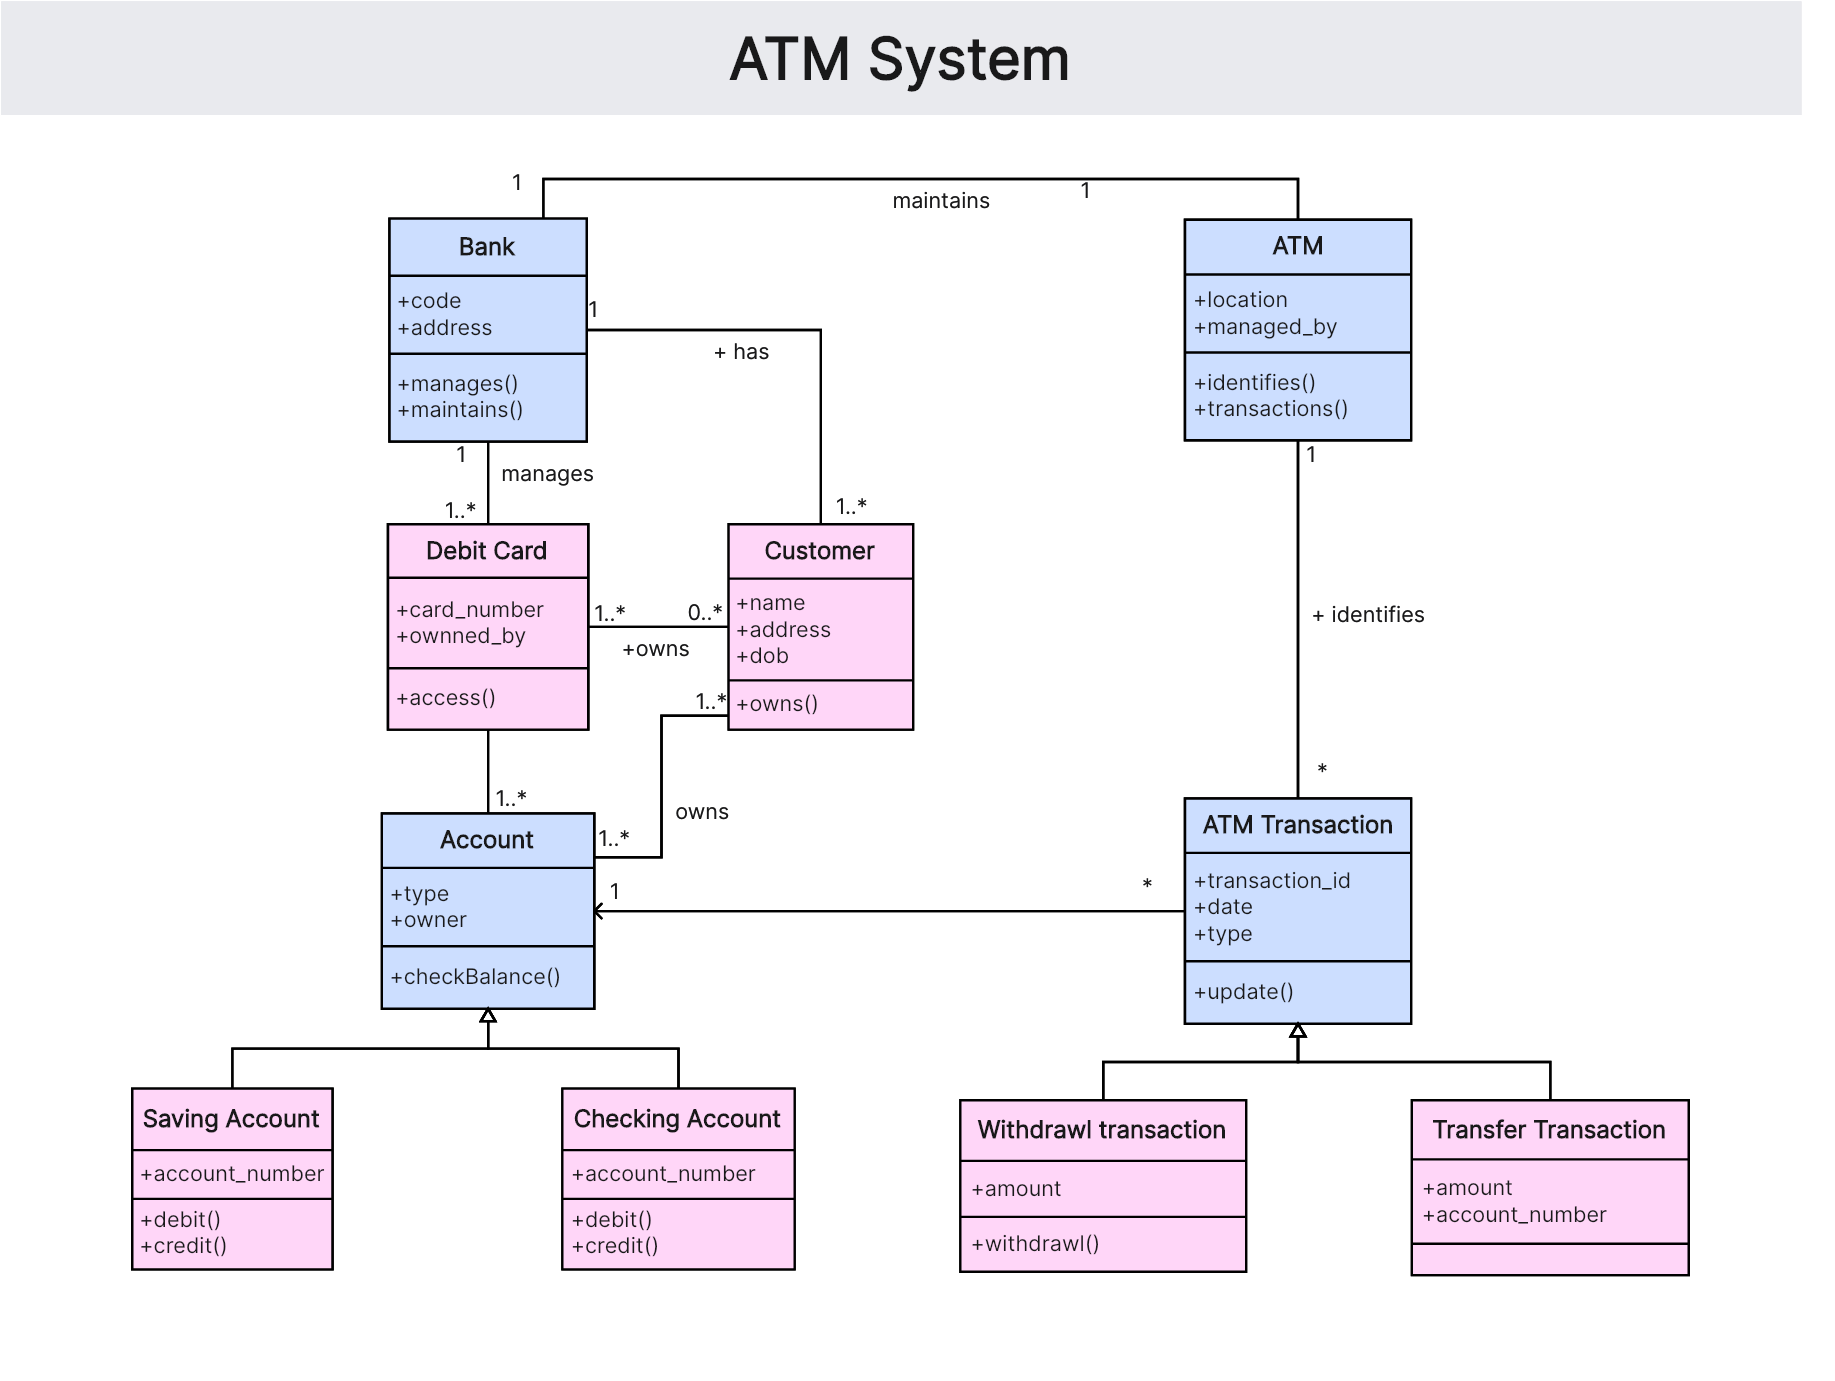 ATM System
1
maintains
1
Bank
+code
+address
+manages()
+maintains()
ATM
+location
+managed_by
+identifies()
+transactions()
1
+ has
1..*
1
manages
1..*
1
+ identifies
*
Debit Card
+card_number
+ownned_by
+access()
1..*
0..*
+owns
Customer
+name
+address
+dob
+owns()
1..*
owns
1..*
1..*
Account
+type
+owner
+checkBalance()
1
*
ATM Transaction
+transaction_id
+date
+type
+update()
Saving Account
+account_number
+debit()
+credit()
Checking Account
+account_number
+debit()
+credit()
Withdrawl transaction
+amount
+withdrawl()
Transfer Transaction
+amount
+account_number